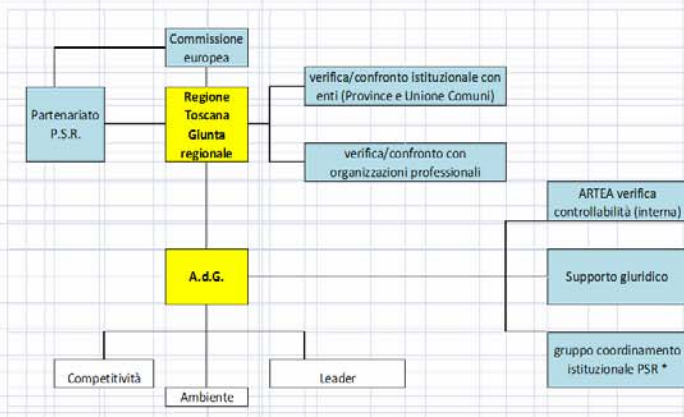 Commissione
europea
Partenariato
P.S.R.
Regione
Toscana
Giunta
regionale
verifica/confronto istituzionale con
enti (Province e Unione Comuni)
verifica/confronto con
organizzazioni professionali
ARTEA verifica
controllabilità (interna)
A.d.G.
Supporto giuridico
gruppo coordinamento
istituzionale PSR *
Competitività
Ambiente
Leader